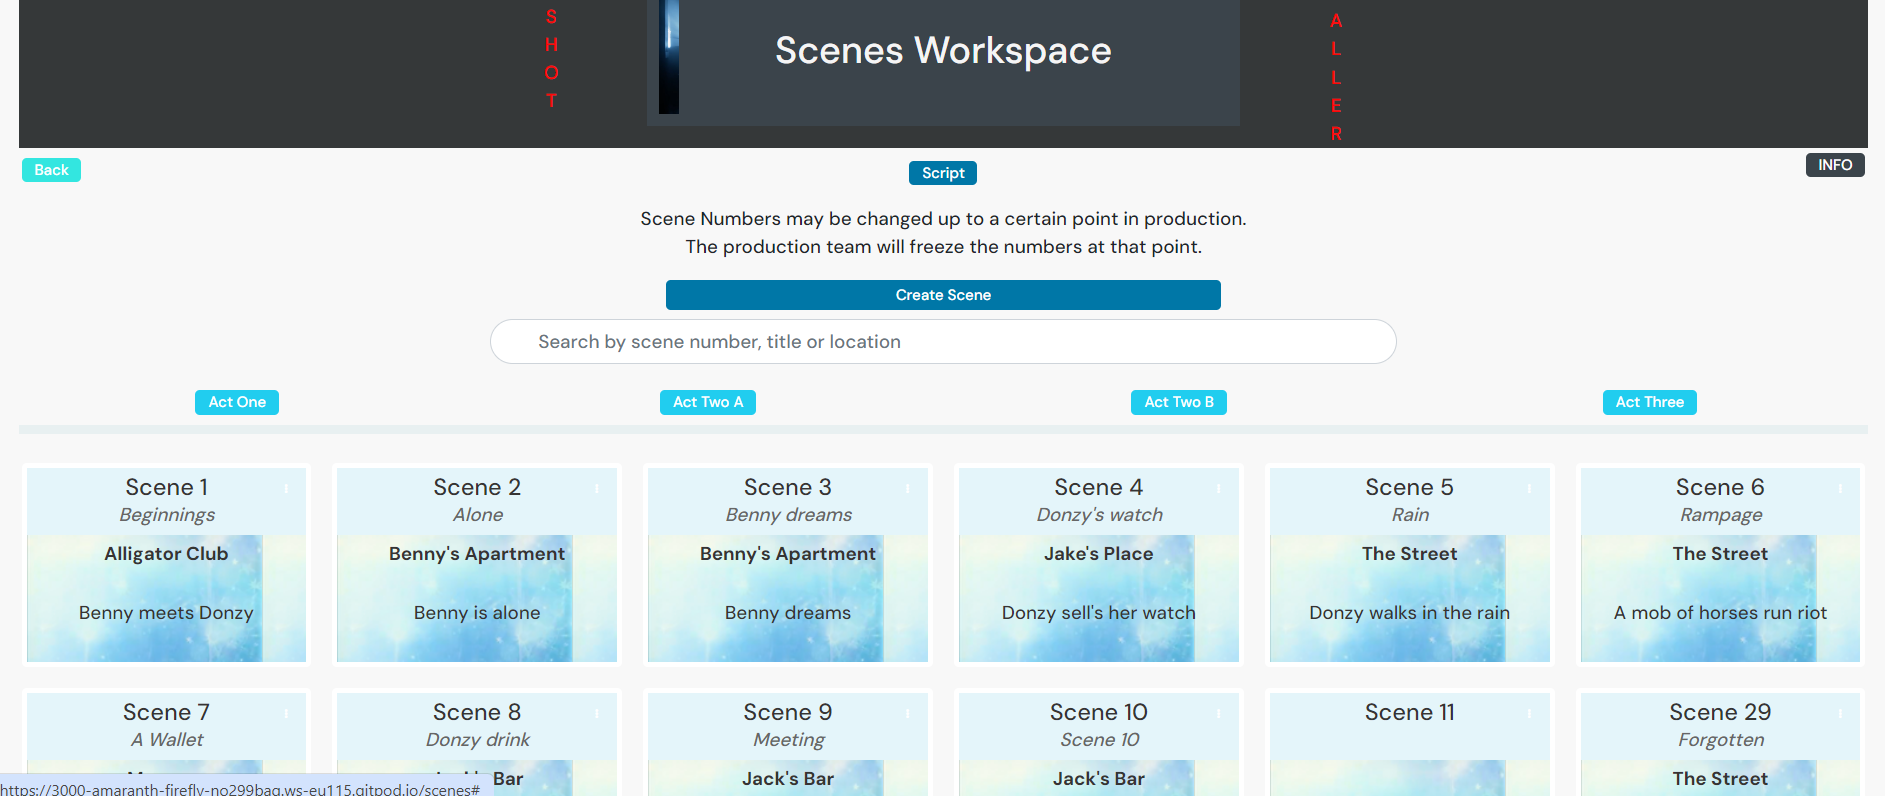 S
H
O
T
Scenes Workspace
A
L
L
E
R
Back
Script
INFO
Scene Numbers may be changed up to a certain point in production.
The production team will freeze the numbers at that point.
Create Scene
Search by scene number, title or location
Act One
Act Two A
Act Two B
Act Three
Scene 1
Beginnings
Alligator Club
Benny meets Donzy
Scene 2
Alone
Benny's Apartment
Benny is alone
Scene 3
Benny dreams
Benny's Apartment
Benny dreams
Scene 4
Donzy's watch
Jake's Place
Donzy sell's her watch
Scene 5
Rain
The Street
Donzy walks in the rain
Scene 6
Rampage
The Street
A mob of horses run riot
Scene 7
A Wallet
Scene 8
Donzy drink
Bar
Scene 9
Meeting
Jack's Bar
Scene 10
Scene 10
Jack's Bar
Scene 11
Scene 29
Forgotten
The Street
https://3000-amaranth-firefly-no299bag.ws-eu115.gitpod.io/scenes#